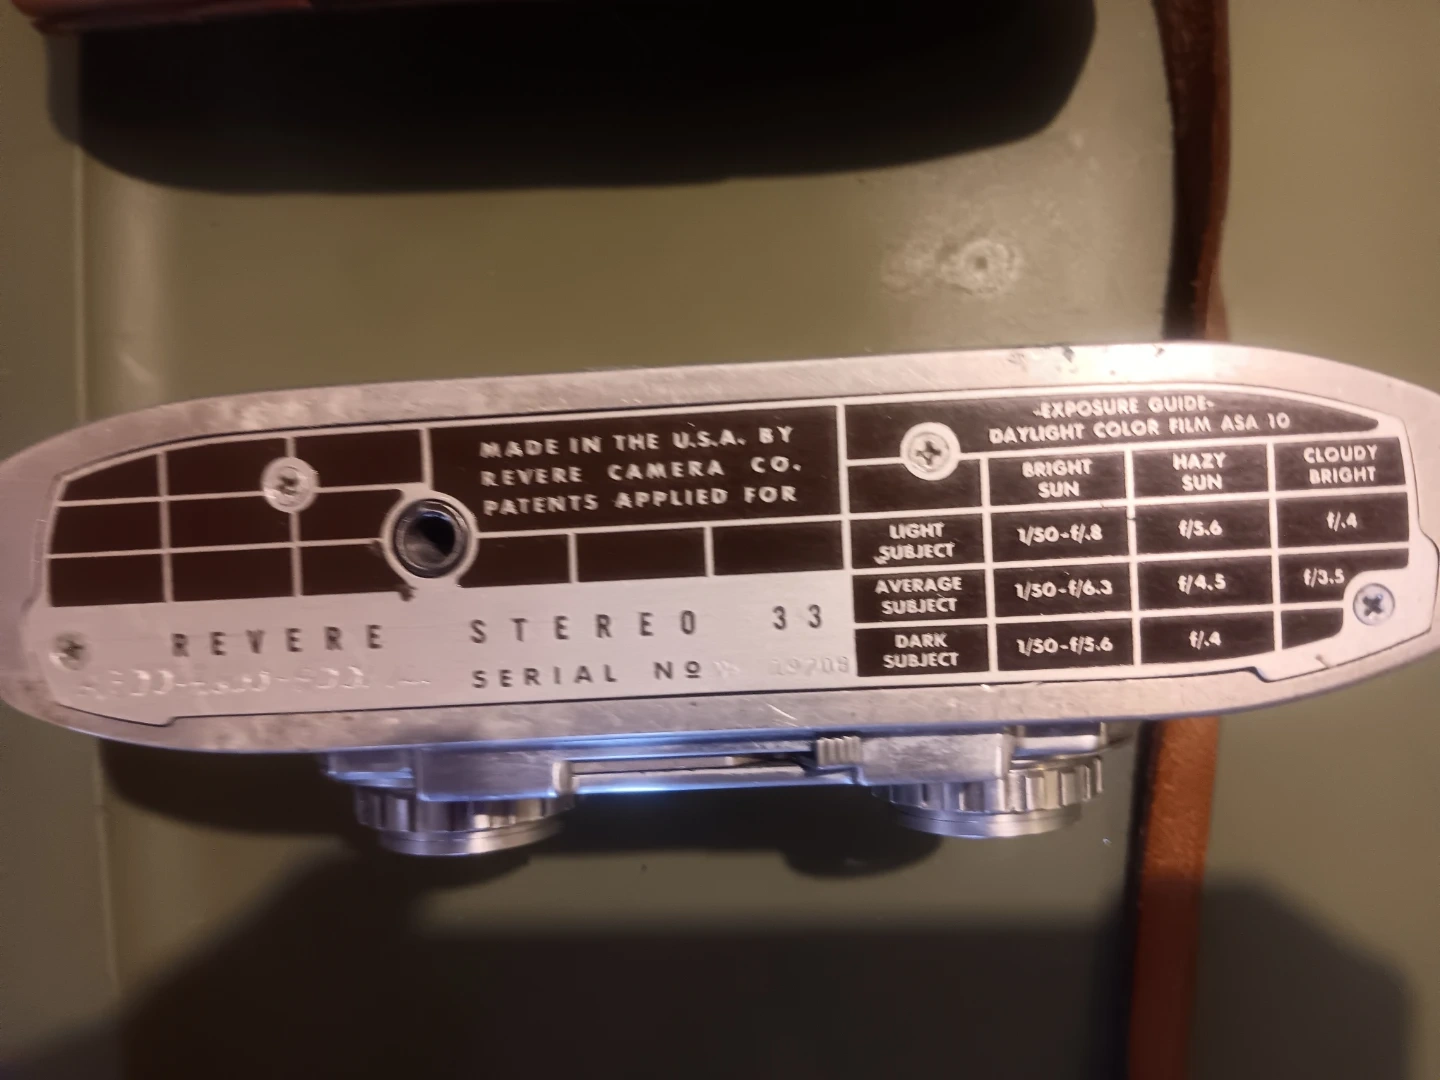 MADE IN THE U.S.A. BY
REVERE CAMERA CO.
PATENTS APPLIED FOR
REVERE STEREO 33
SERIAL Nº
-EXPOSURE GUIDE-
DAYLIGHT COLOR FILM ASA 10
BRIGHT SUN HAZY SUN CLOUDY BRIGHT
LIGHT SUBJECT 1/50-f/.8 f/5.6 f/.4
AVERAGE SUBJECT 1/50-f/6.3 f/4.5 f/3.5
DARK SUBJECT 1/50-f/5.6 f/.4